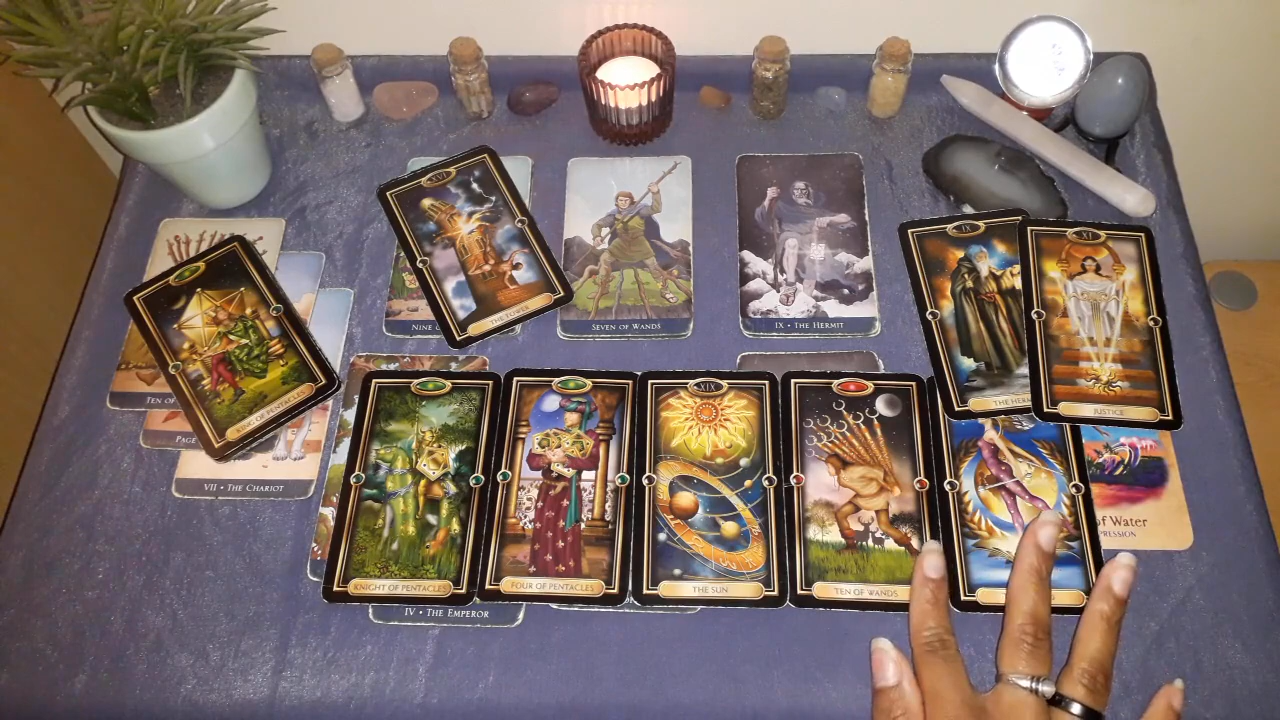 XVI
THE TOWER
NINE
SEVEN OF WANDS
IX • THE HERMIT
IX
THE HERM
XI
JUSTICE
TEN OF
KING OF PENTACLES
PAGE
VII • THE CHARIOT
KNIGHT OF PENTACLES
FOUR OF PENTACLES
XIX
THE SUN
TEN OF WANDS
of Water
PRESSION
IV • THE EMPEROR